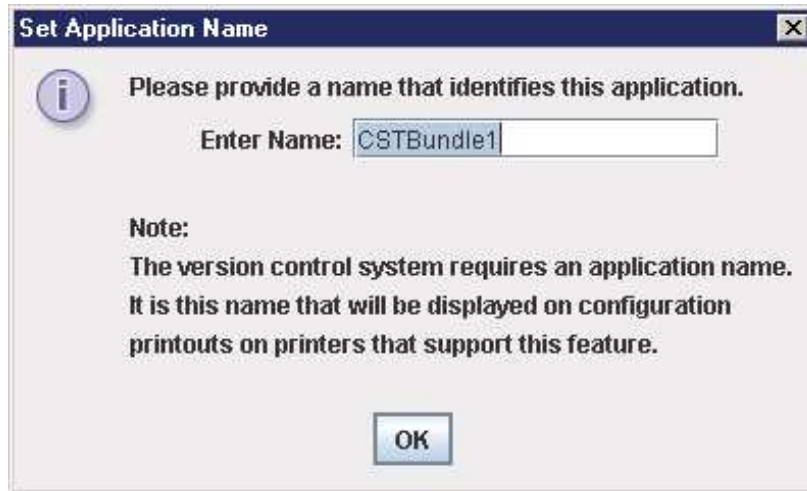 Set Application Name
Please provide a name that identifies this application.
Enter Name: CSTBundle1
Note:
The version control system requires an application name.
It is this name that will be displayed on configuration
printouts on printers that support this feature.
OK